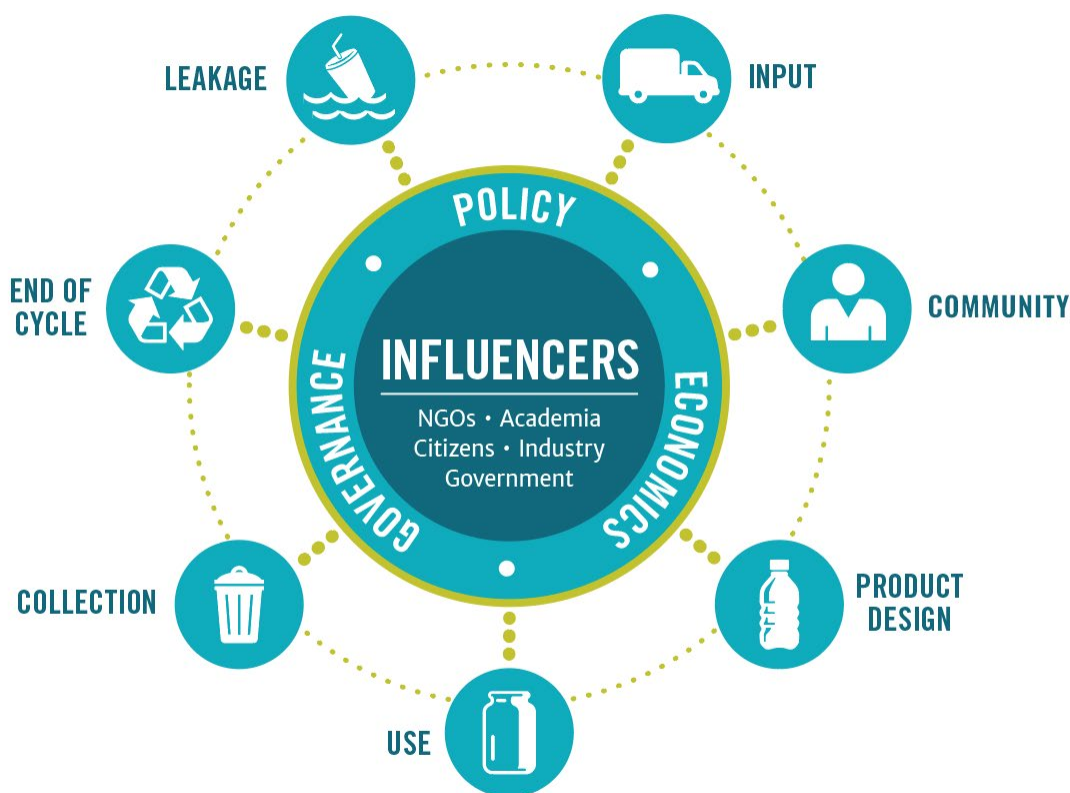 LEAKAGE
INPUT
POLICY
END OF
CYCLE
COMMUNITY
INFLUENCERS
NGOs • Academia
Citizens • Industry
Government
GOVERNANCE
ECONOMICS
COLLECTION
PRODUCT
DESIGN
USE